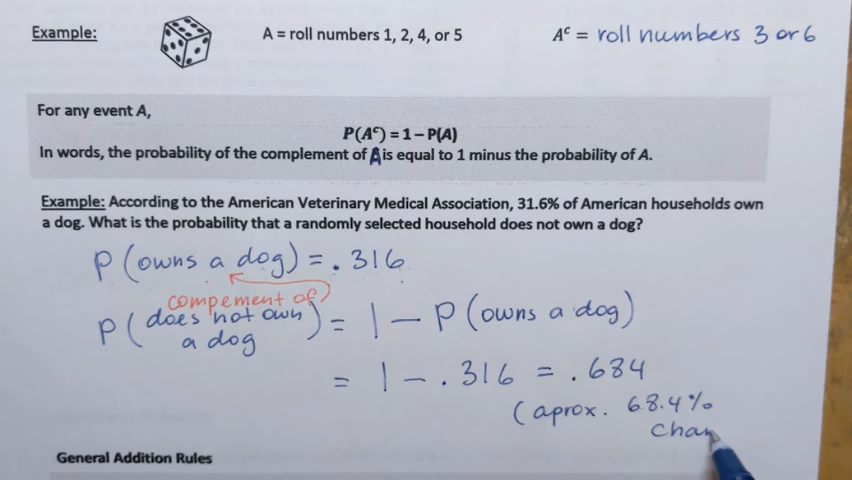 Example: A = roll numbers 1, 2, 4, or 5 Aᶜ = roll numbers 3 or 6
For any event A,
P(Aᶜ) = 1 – P(A)
In words, the probability of the complement of A is equal to 1 minus the probability of A.
Example: According to the American Veterinary Medical Association, 31.6% of American households own
a dog. What is the probability that a randomly selected household does not own a dog?
P (owns a dog) = .316
compement of
P (does not own a dog) = 1 – P (owns a dog)
= 1 – .316 = .684
(aprox. 68.4%
chan
General Addition Rules